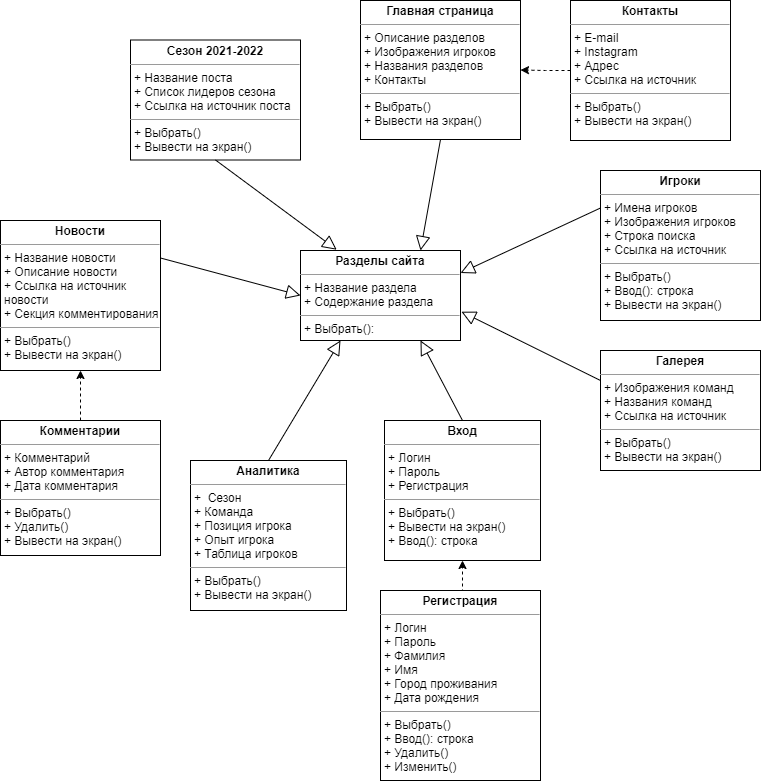 Главная страница
+ Описание разделов
+ Изображения игроков
+ Названия разделов
+ Контакты
+ Выбрать()
+ Вывести на экран()
Контакты
+ E-mail
+ Instagram
+ Адрес
+ Ссылка на источник
+ Выбрать()
+ Вывести на экран()
Сезон 2021-2022
+ Название поста
+ Список лидеров сезона
+ Ссылка на источник поста
+ Выбрать()
+ Вывести на экран()
Игроки
+ Имена игроков
+ Изображения игроков
+ Строка поиска
+ Ссылка на источник
+ Выбрать()
+ Ввод(): строка
+ Вывести на экран()
Новости
+ Название новости
+ Описание новости
+ Ссылка на источник
новости
+ Секция комментирования
+ Выбрать()
+ Вывести на экран()
Разделы сайта
+ Название раздела
+ Содержание раздела
+ Выбрать():
Галерея
+ Изображения команд
+ Названия команд
+ Ссылка на источник
+ Выбрать()
+ Вывести на экран()
Комментарии
+ Комментарий
+ Автор комментария
+ Дата комментария
+ Выбрать()
+ Удалить()
+ Вывести на экран()
Аналитика
+ Сезон
+ Команда
+ Позиция игрока
+ Опыт игрока
+ Таблица игроков
+ Выбрать()
+ Вывести на экран()
Вход
+ Логин
+ Пароль
+ Регистрация
+ Выбрать()
+ Вывести на экран()
+ Ввод(): строка
Регистрация
+ Логин
+ Пароль
+ Фамилия
+ Имя
+ Город проживания
+ Дата рождения
+ Выбрать()
+ Ввод(): строка
+ Удалить()
+ Изменить()